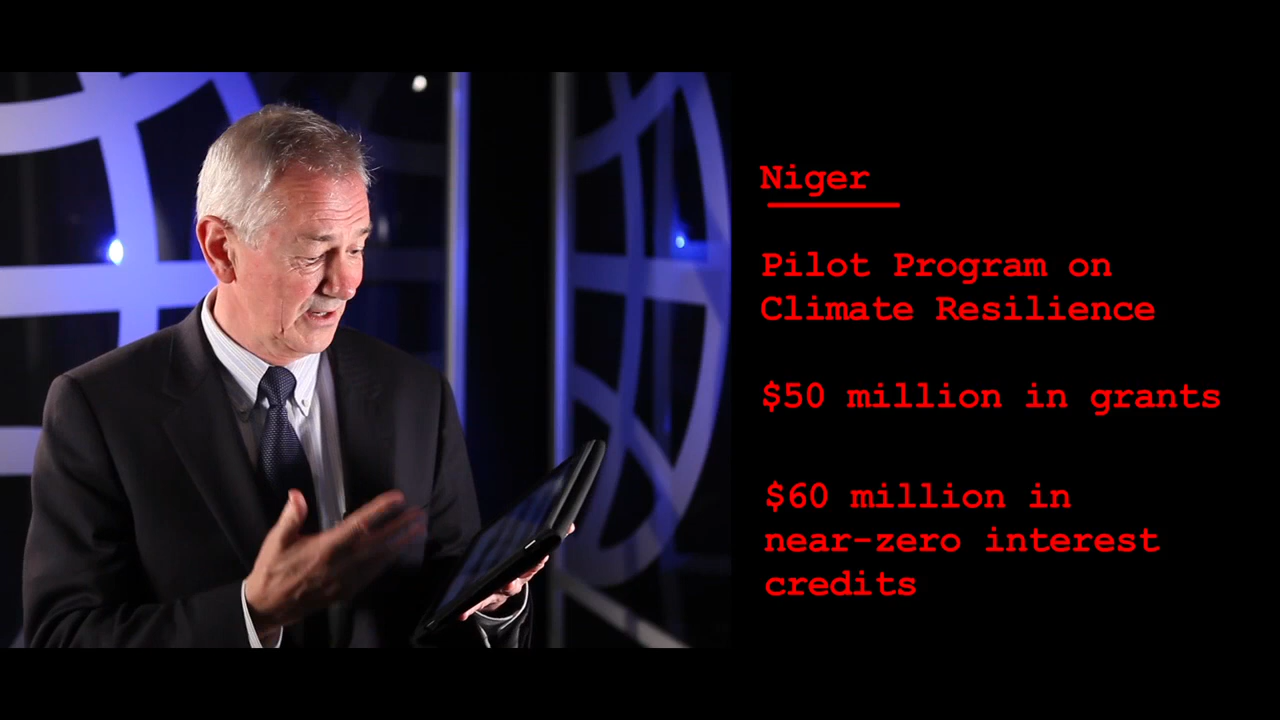 Niger
Pilot Program on
Climate Resilience
$50 million in grants
$60 million in
near-zero interest
credits